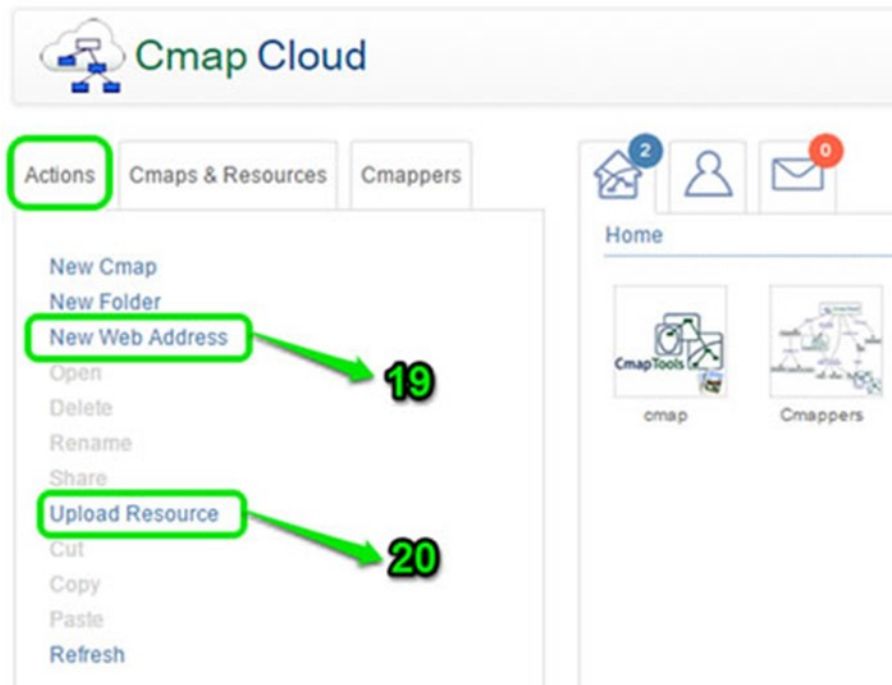 Cmap Cloud
Actions
Cmaps & Resources
Cmappers
2
0
New Cmap
New Folder
New Web Address
Open
Delete
Rename
Share
Upload Resource
Cut
Copy
Paste
Refresh
19
20
Home
CmapTools
cmap
Cmappers